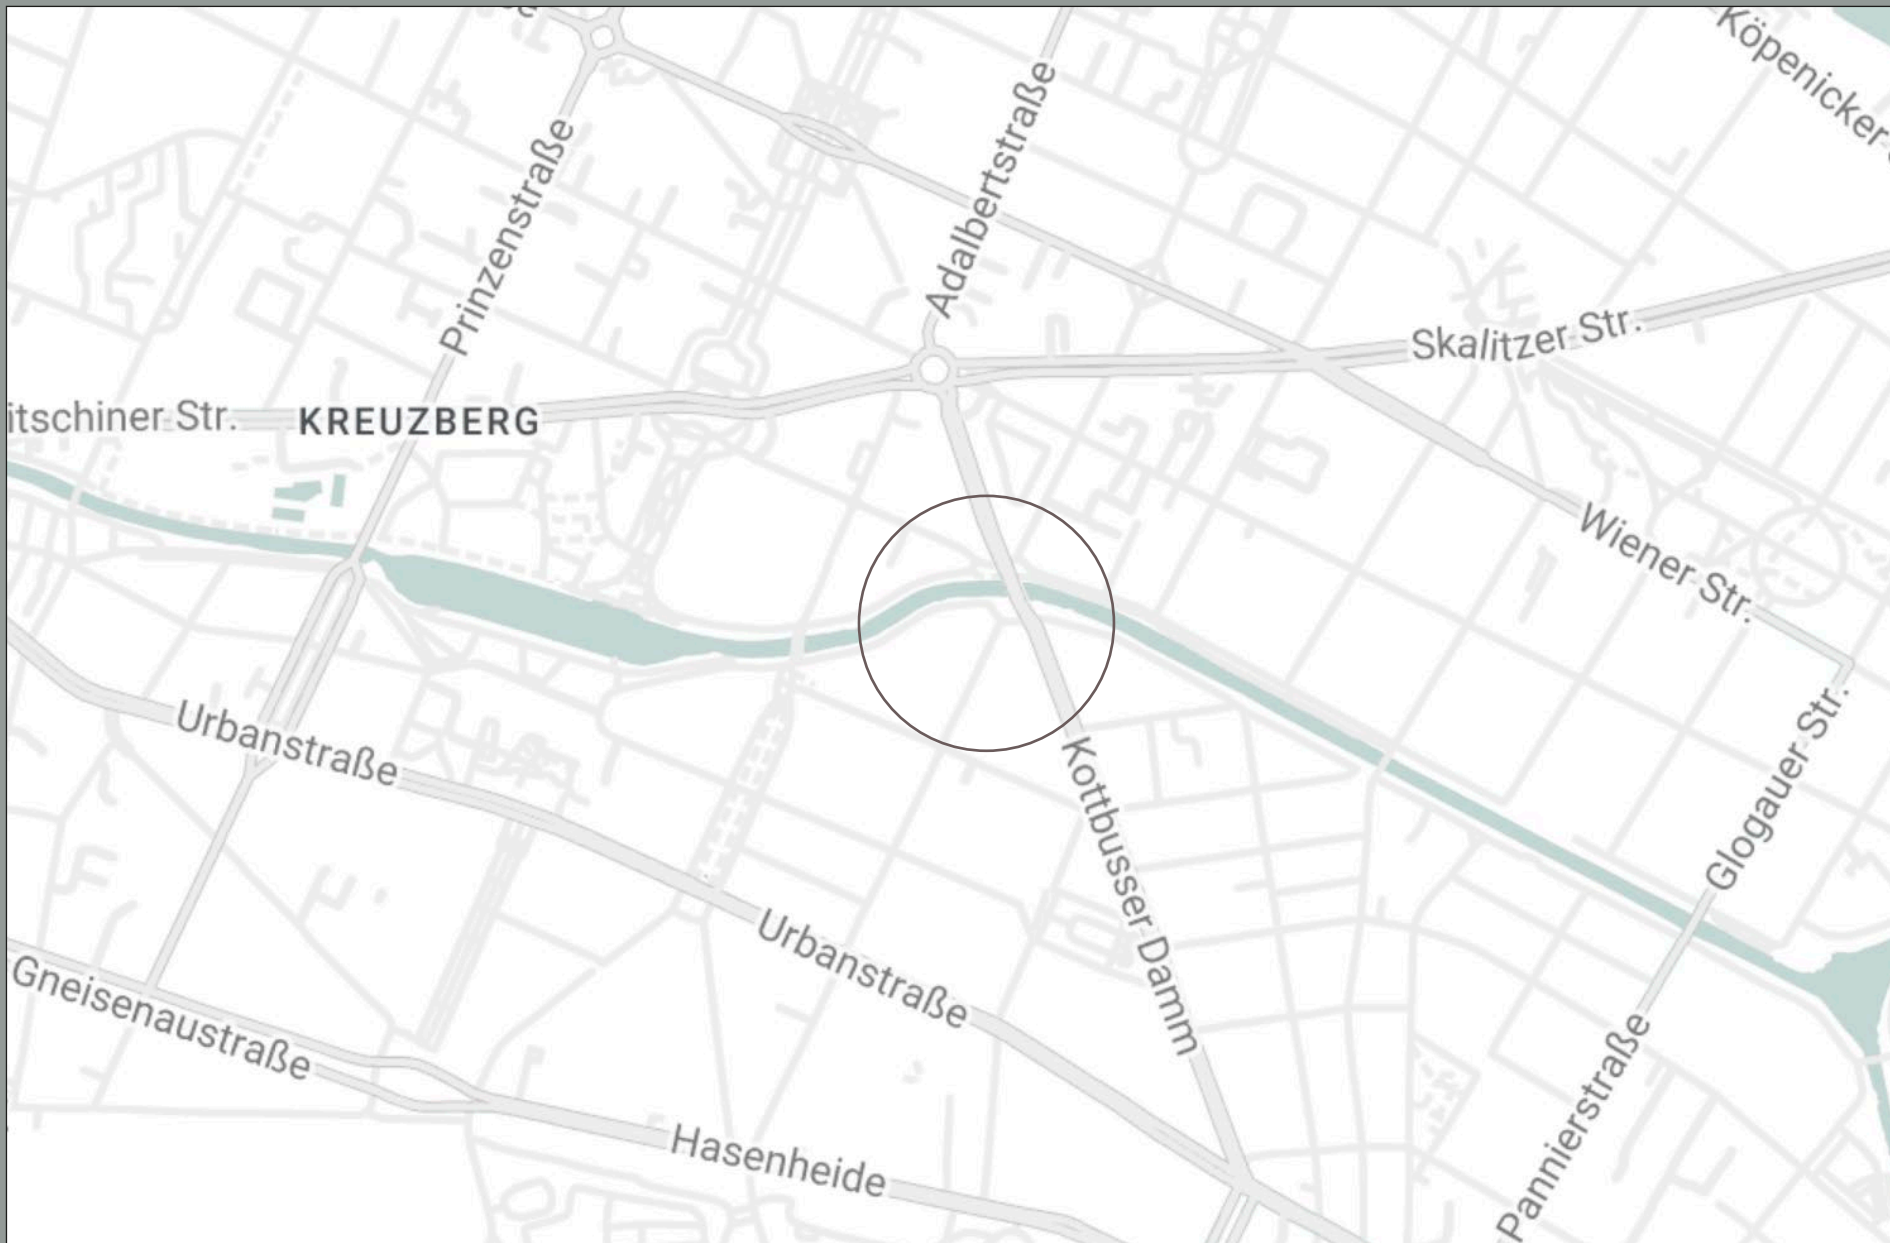 Köpenicker
Adalbertstraße
Prinzenstraße
Skalitzer Str.
itschiner Str.
KREUZBERG
Wiener Str.
Urbanstraße
Glogauer Str.
Kottbusser Damm
Urbanstraße
Gneisenaustraße
Pannierstraße
Hasenheide